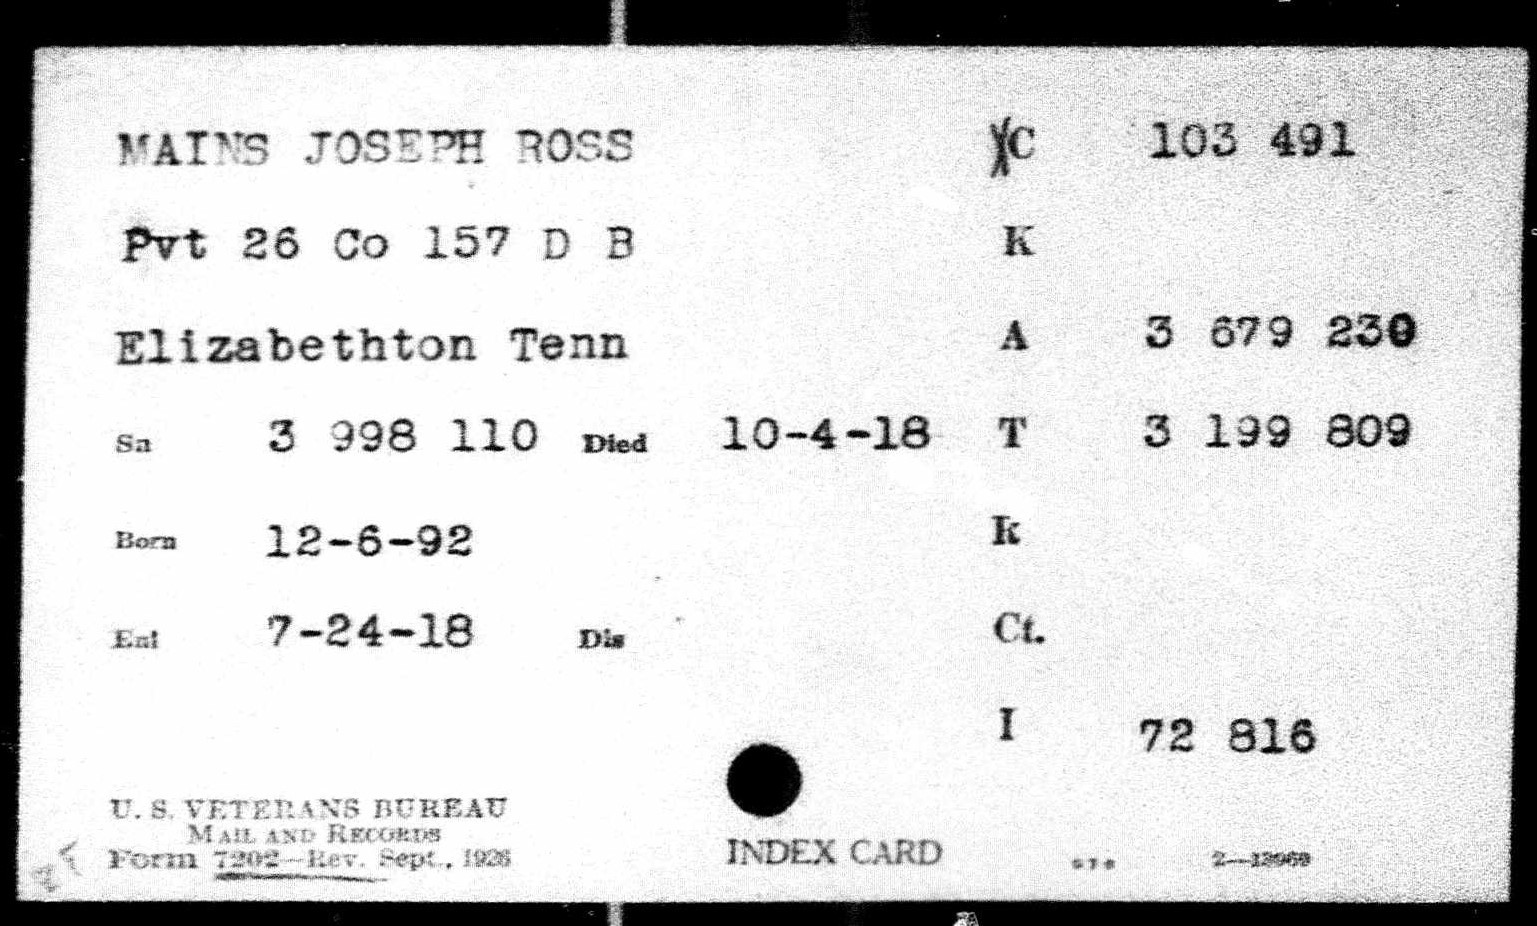 MAINS JOSEPH ROSS XC 103 491
Pvt 26 Co 157 D B K
Elizabethton Tenn A 3 679 230
Sn 3 998 110 Died 10-4-18 T 3 199 809
Born 12-6-92 R
Enl 7-24-18 Dis Ct.
I 72 816
U. S. VETERANS BUREAU
MAIL AND RECORDS
Form 7202—Rev. Sept., 1926
INDEX CARD